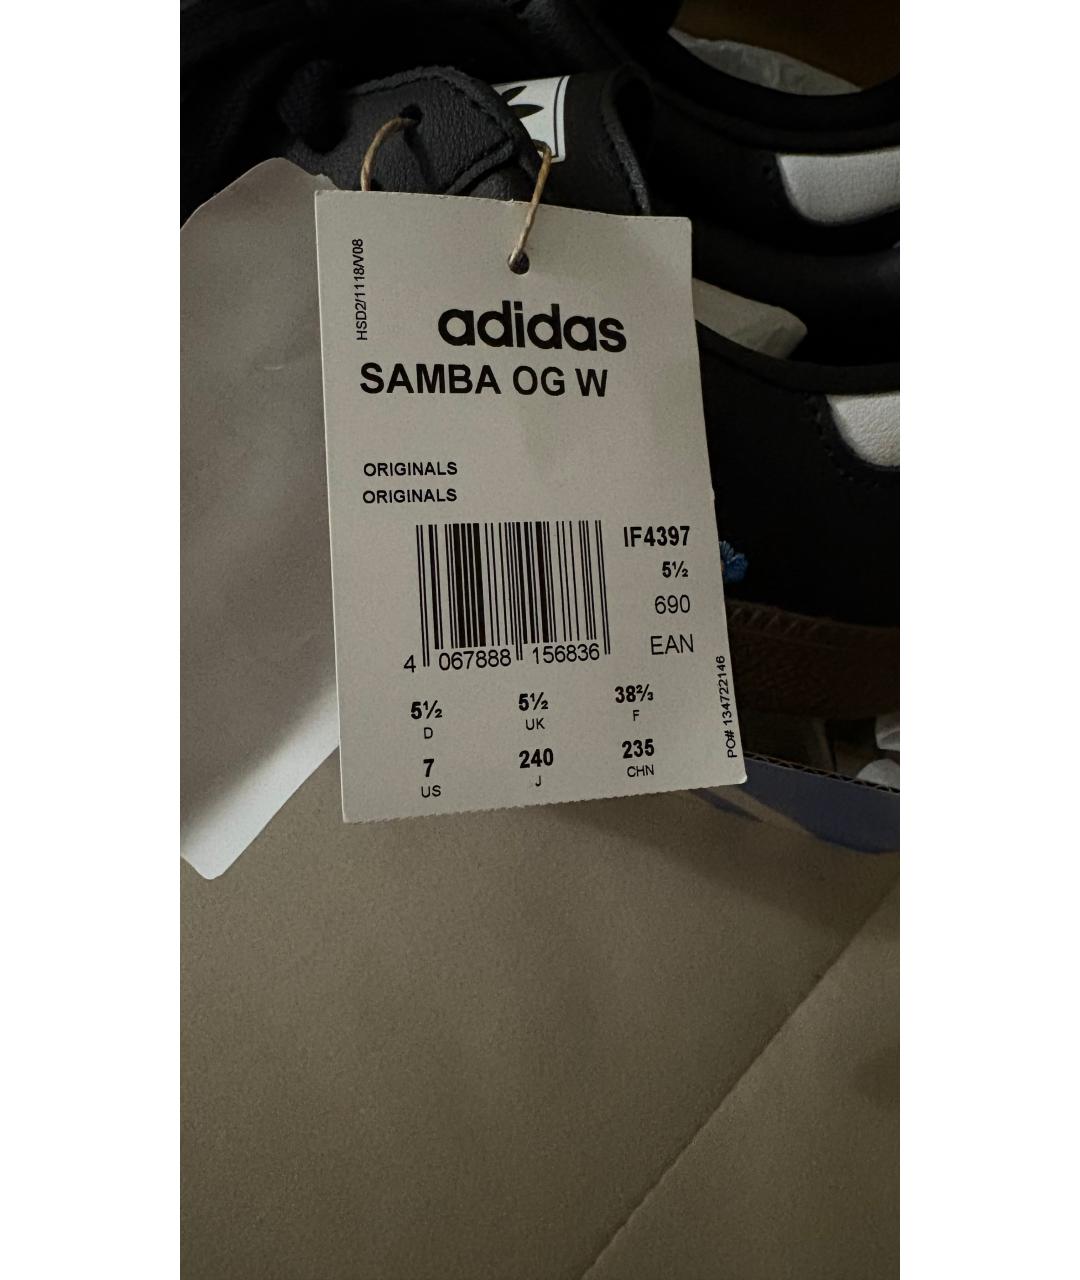 HSD2/1118/V08
adidas
SAMBA OG W
ORIGINALS
ORIGINALS
IF4397
5½
690
EAN
4 067888 156836
5½ 5½ 38⅔
D UK F
7 240 235
US J CHN
PO# 134722146